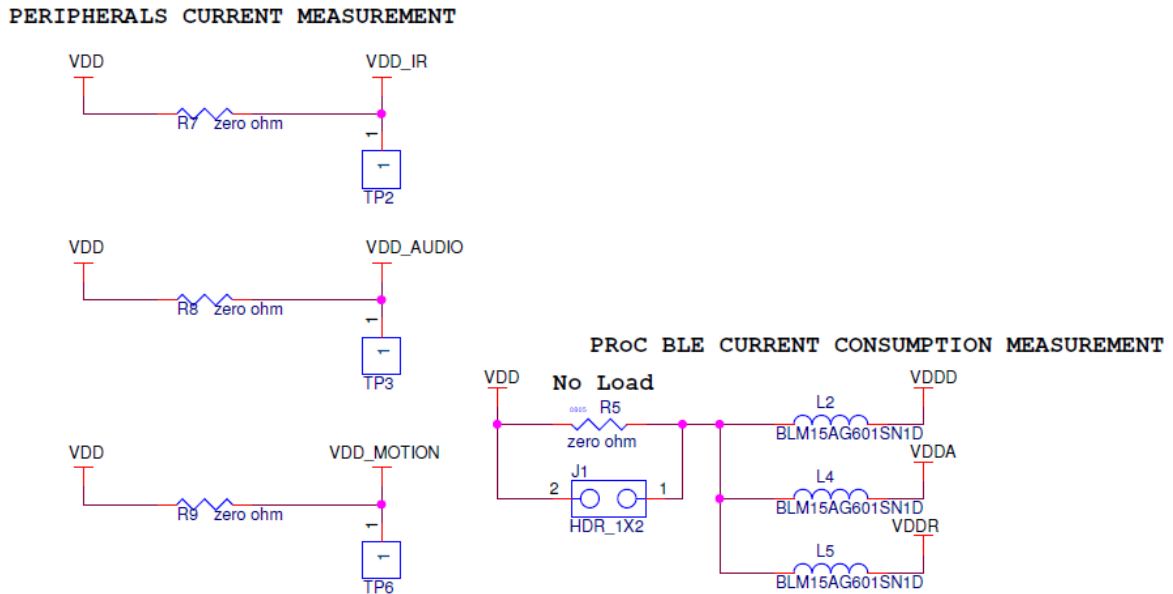 PERIPHERALS CURRENT MEASUREMENT
VDD
VDD_IR
R7 zero ohm
1
1
TP2
VDD
VDD_AUDIO
R8 zero ohm
1
1
TP3
VDD
VDD_MOTION
R9 zero ohm
1
1
TP6
PRoC BLE CURRENT CONSUMPTION MEASUREMENT
VDD
No Load
0805
R5
zero ohm
J1
2
1
HDR_1X2
L2
VDDD
BLM15AG601SN1D
VDDA
L4
BLM15AG601SN1D
VDDR
L5
BLM15AG601SN1D